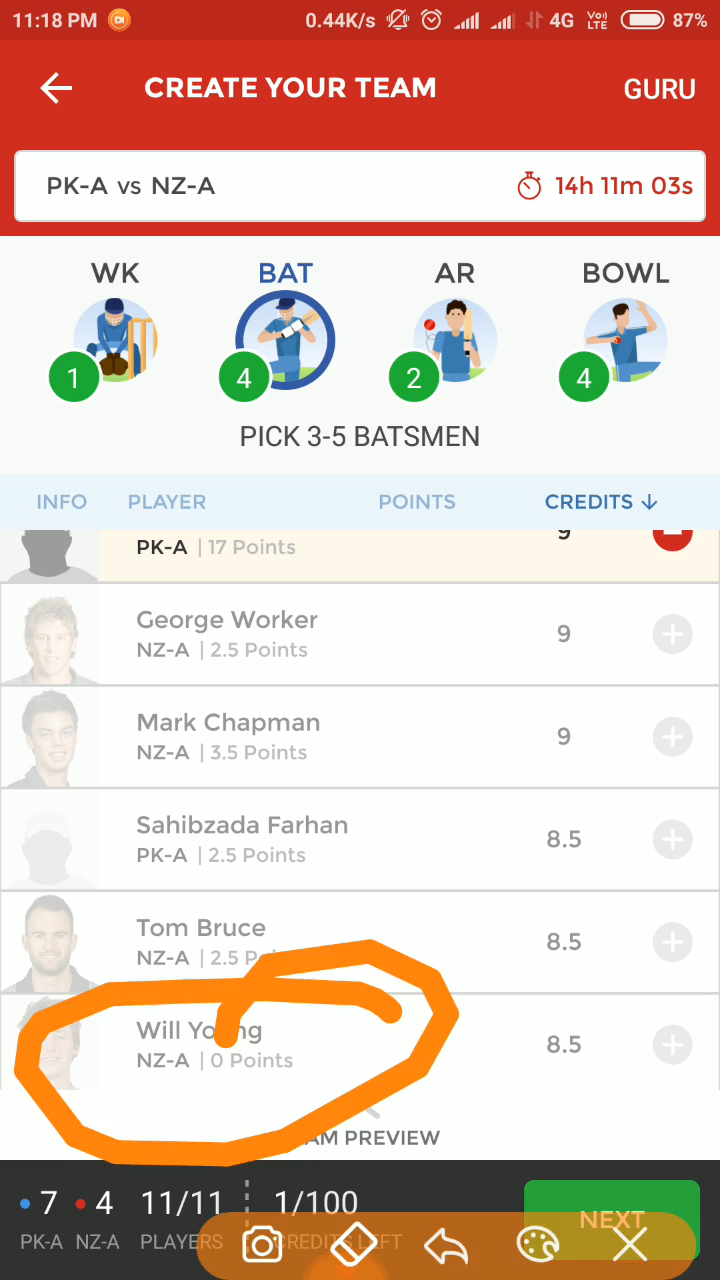 11:18 PM 0.44K/s 4G Vo) LTE 87%
CREATE YOUR TEAM GURU
PK-A vs NZ-A 14h 11m 03s
WK BAT AR BOWL
1 4 2 4
PICK 3-5 BATSMEN
INFO PLAYER POINTS CREDITS ↓
PK-A | 17 Points 9
George Worker
NZ-A | 2.5 Points 9
Mark Chapman
NZ-A | 3.5 Points 9
Sahibzada Farhan
PK-A | 2.5 Points 8.5
Tom Bruce
NZ-A | 2.5 8.5
Will Young
NZ-A | 0 Points 8.5
PREVIEW
7 4 11/11 1/100
PK-A NZ-A PLAYERS CREDITS LEFT
NEXT